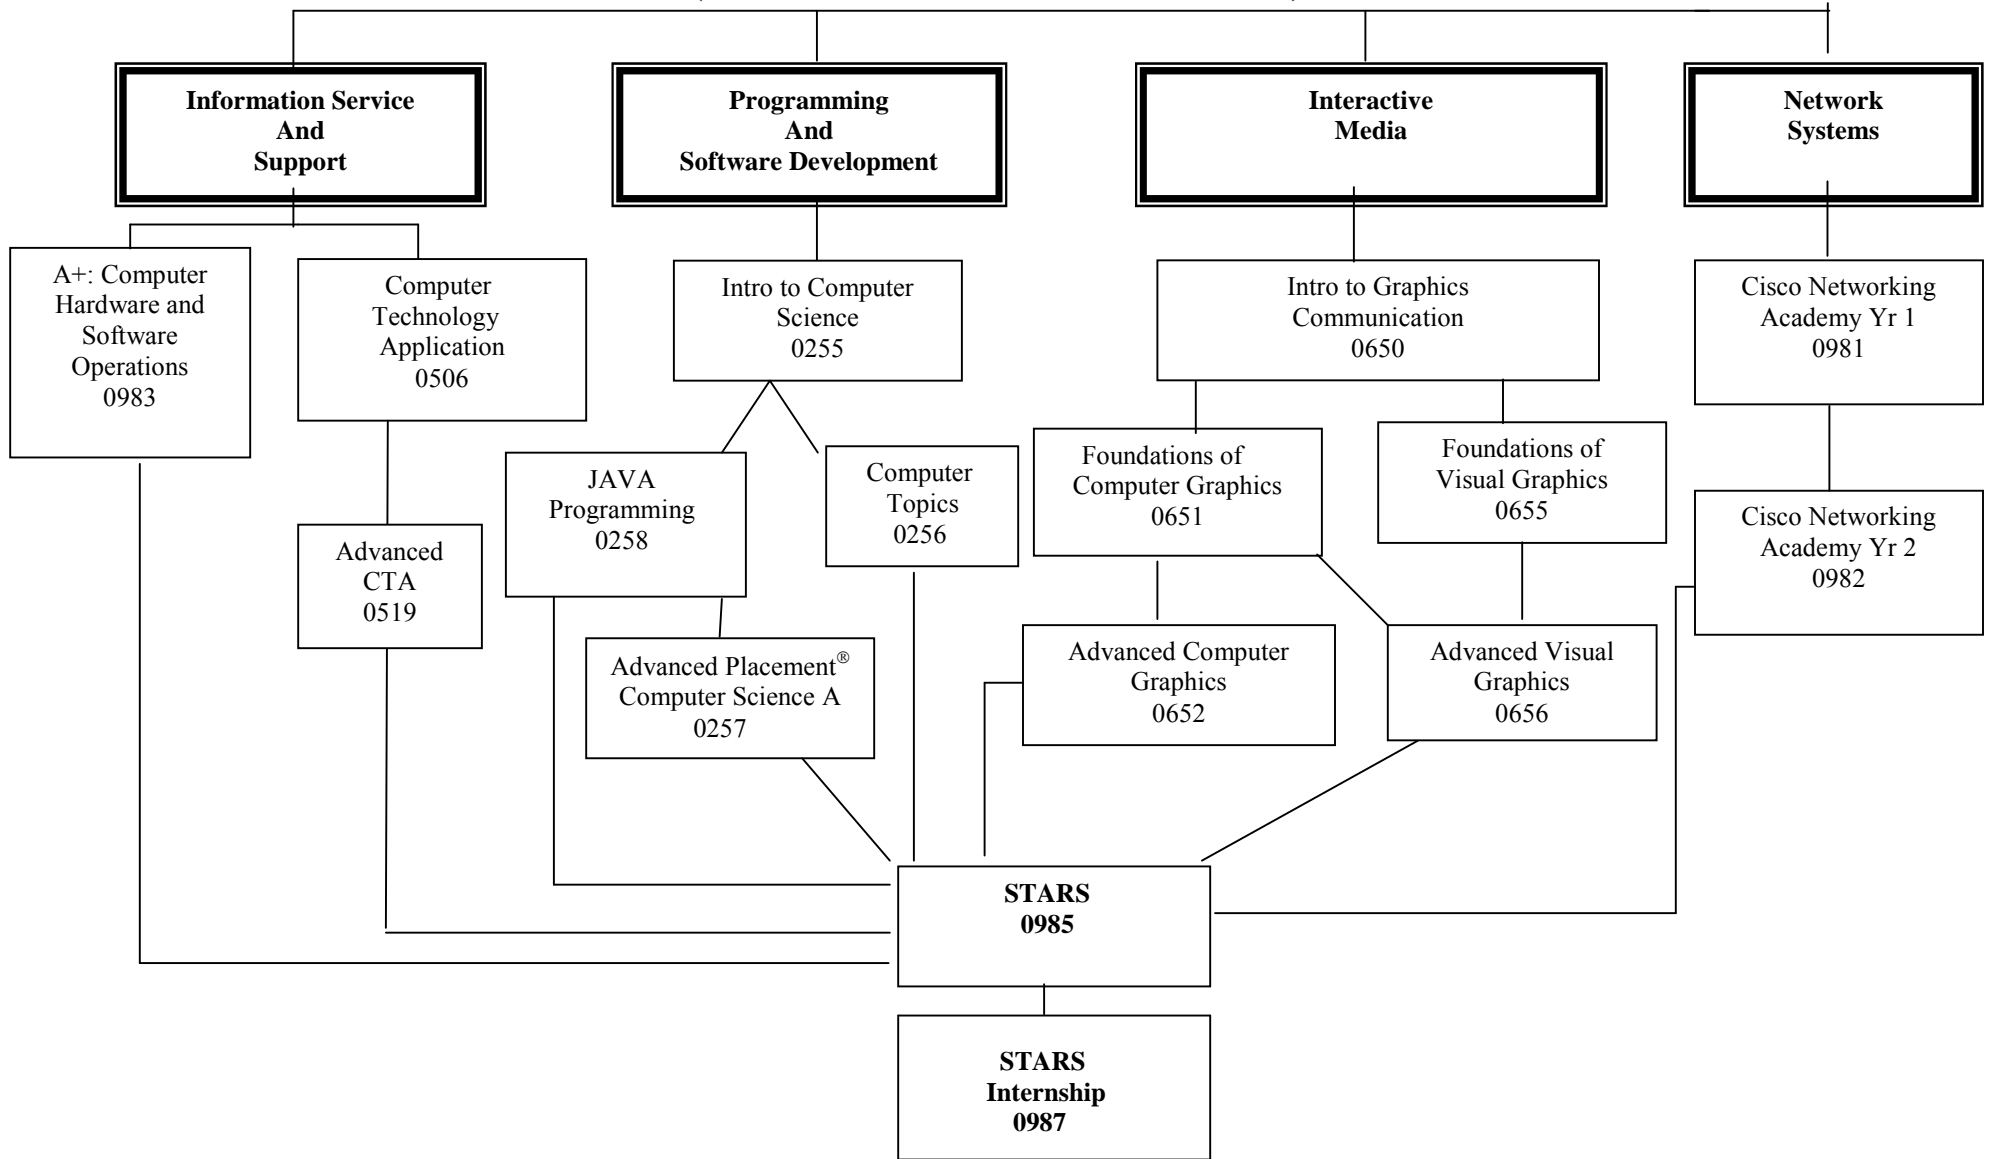 Information Service
And
Support
Programming
And
Software Development
Interactive
Media
Network
Systems
A+: Computer
Hardware and
Software
Operations
0983
Computer
Technology
Application
0506
Intro to Computer
Science
0255
Intro to Graphics
Communication
0650
Cisco Networking
Academy Yr 1
0981
JAVA
Programming
0258
Computer
Topics
0256
Foundations of
Computer Graphics
0651
Foundations of
Visual Graphics
0655
Cisco Networking
Academy Yr 2
0982
Advanced
CTA
0519
Advanced Placement®
Computer Science A
0257
Advanced Computer
Graphics
0652
Advanced Visual
Graphics
0656
STARS
0985
STARS
Internship
0987